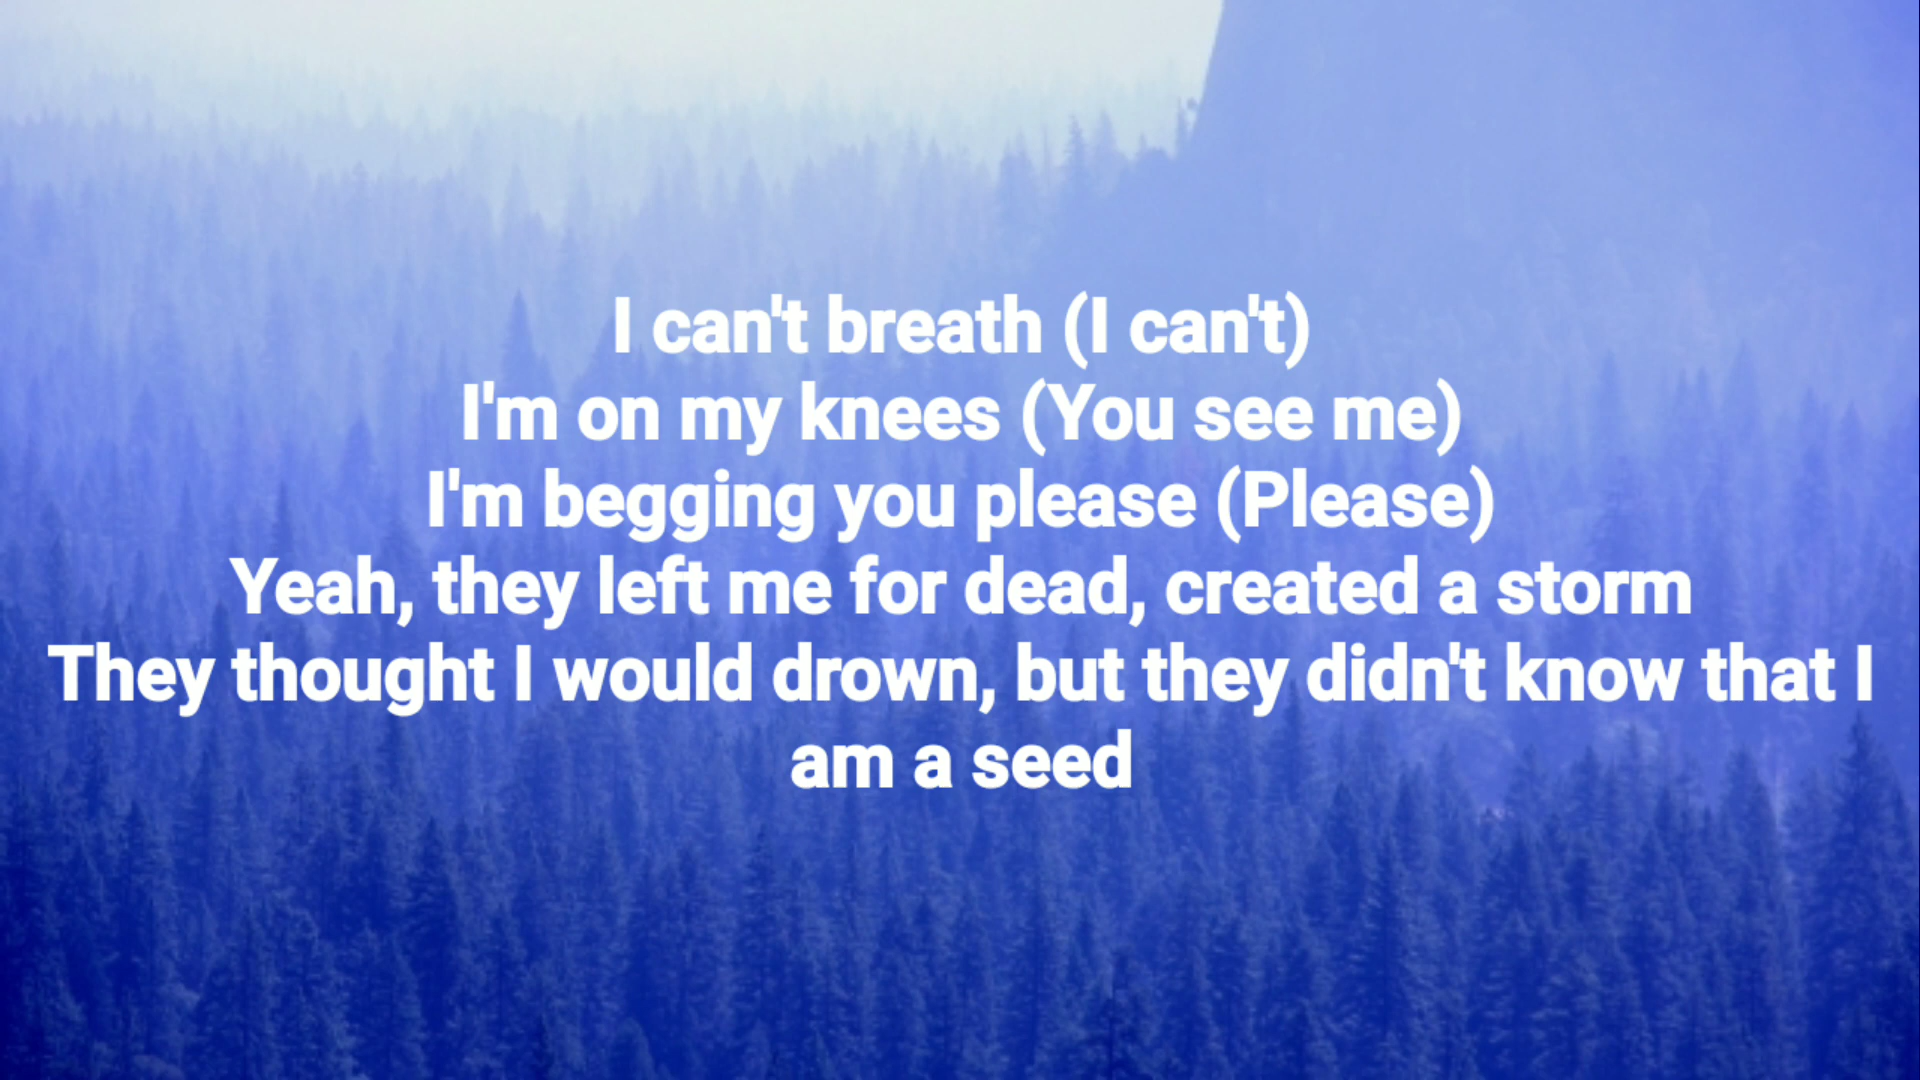 I can't breath (I can't)
I'm on my knees (You see me)
I'm begging you please (Please)
Yeah, they left me for dead, created a storm
They thought I would drown, but they didn't know that I
am a seed